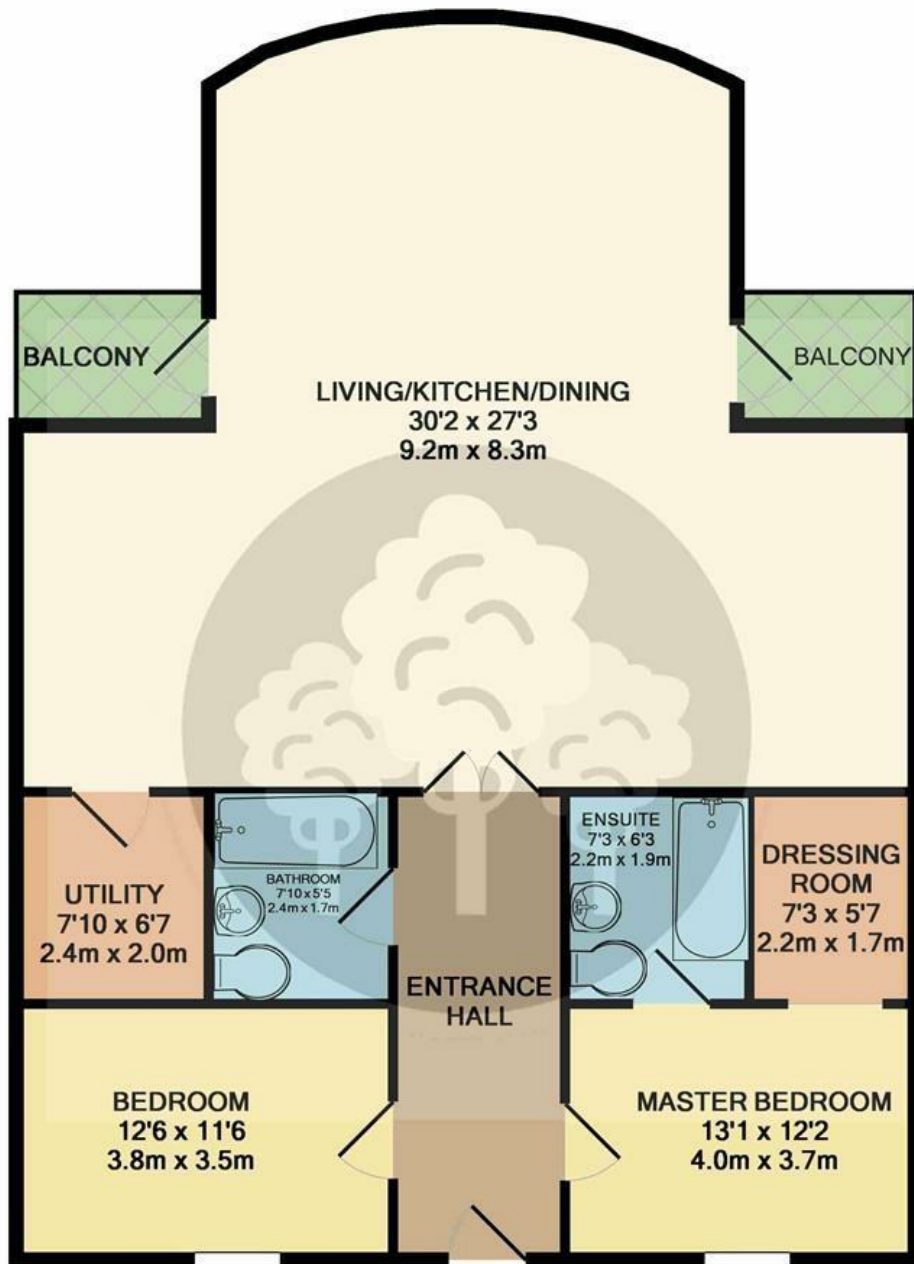 BALCONY
BALCONY
LIVING/KITCHEN/DINING
30'2 x 27'3
9.2m x 8.3m
UTILITY
7'10 x 6'7
2.4m x 2.0m
BATHROOM
7'10 x 5'5
2.4m x 1.7m
ENTRANCE
HALL
ENSUITE
7'3 x 6'3
2.2m x 1.9m
DRESSING
ROOM
7'3 x 5'7
2.2m x 1.7m
BEDROOM
12'6 x 11'6
3.8m x 3.5m
MASTER BEDROOM
13'1 x 12'2
4.0m x 3.7m